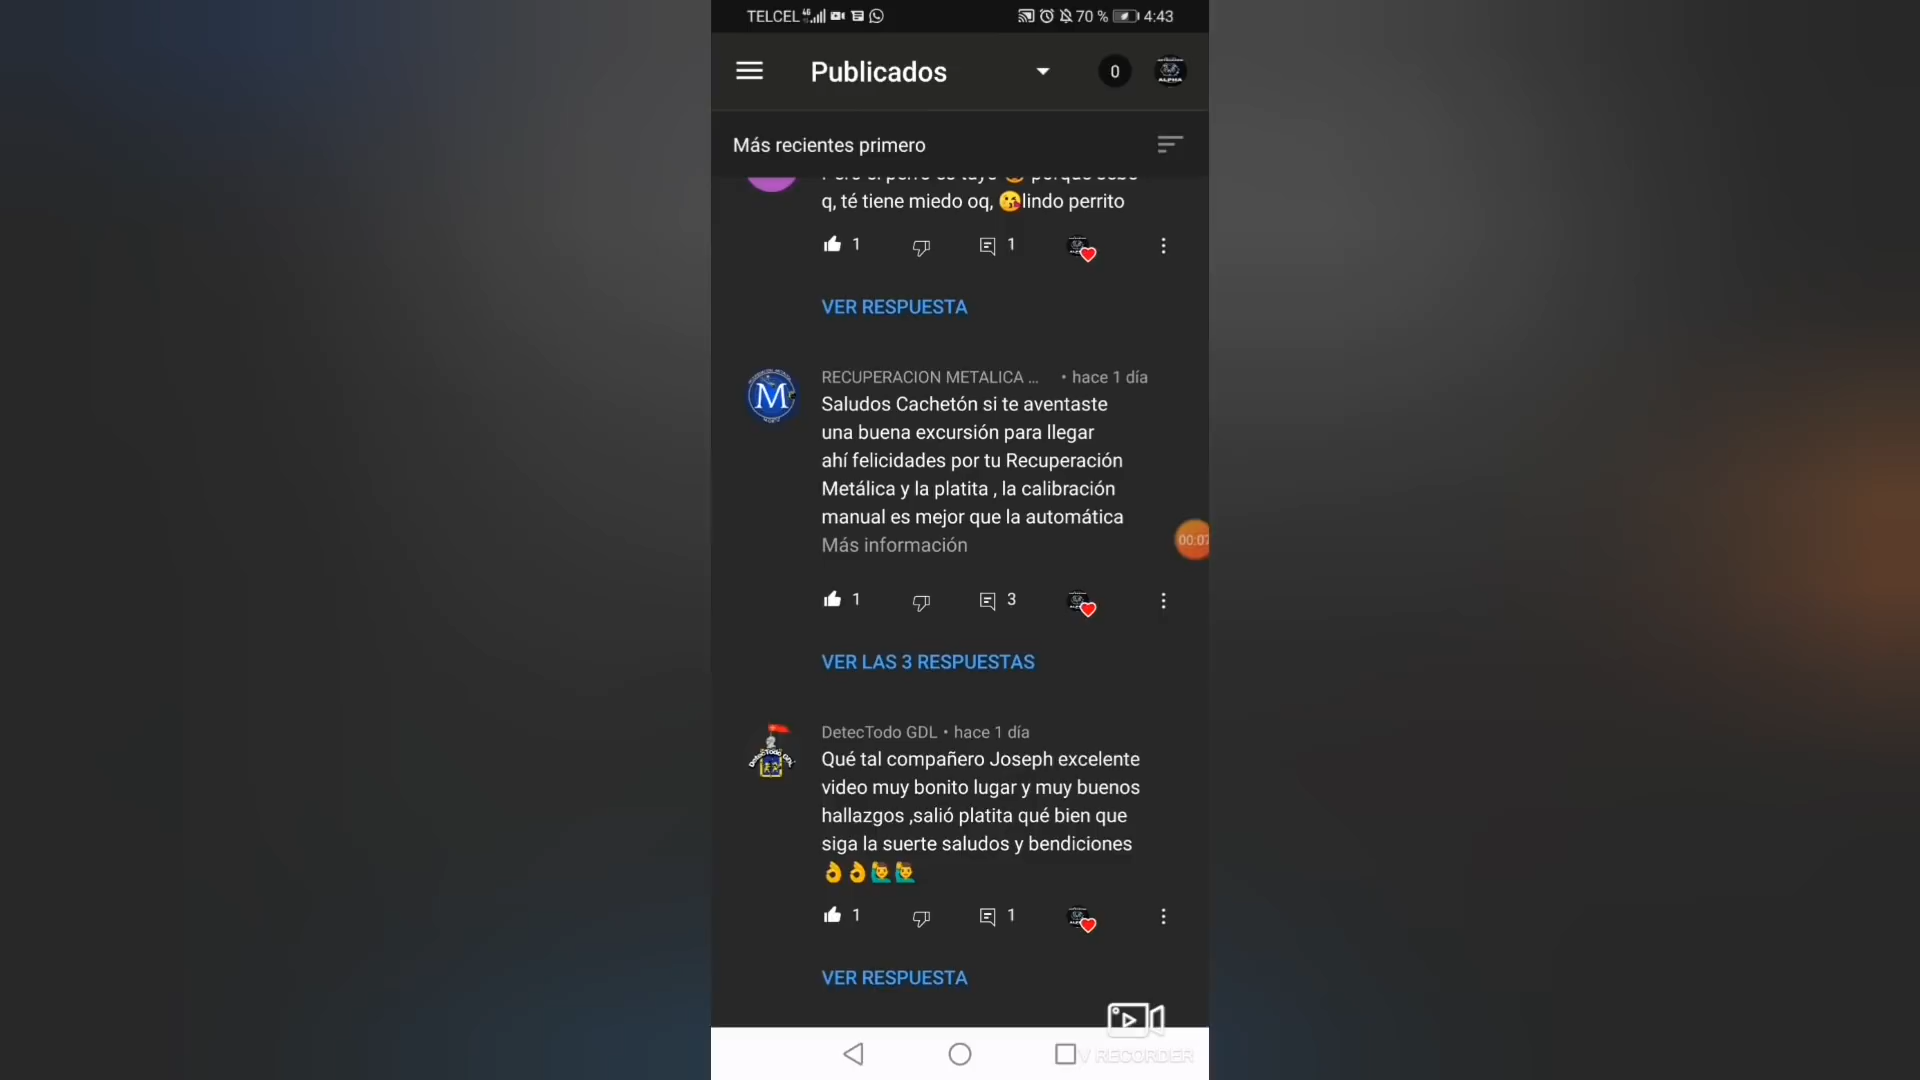 TELCEL 70 % 4:43
Publicados
0
Más recientes primero
q, té tiene miedo oq, 😘lindo perrito
1 1
VER RESPUESTA
RECUPERACION METALICA ... • hace 1 día
Saludos Cachetón si te aventaste
una buena excursión para llegar
ahí felicidades por tu Recuperación
Metálica y la platita , la calibración
manual es mejor que la automática
Más información
00:07
1 3
VER LAS 3 RESPUESTAS
DetecTodo GDL • hace 1 día
Qué tal compañero Joseph excelente
video muy bonito lugar y muy buenos
hallazgos ,salió platita qué bien que
siga la suerte saludos y bendiciones
👌👌🙋‍♂️🙋‍♂️
1 1
VER RESPUESTA
V RECORDER